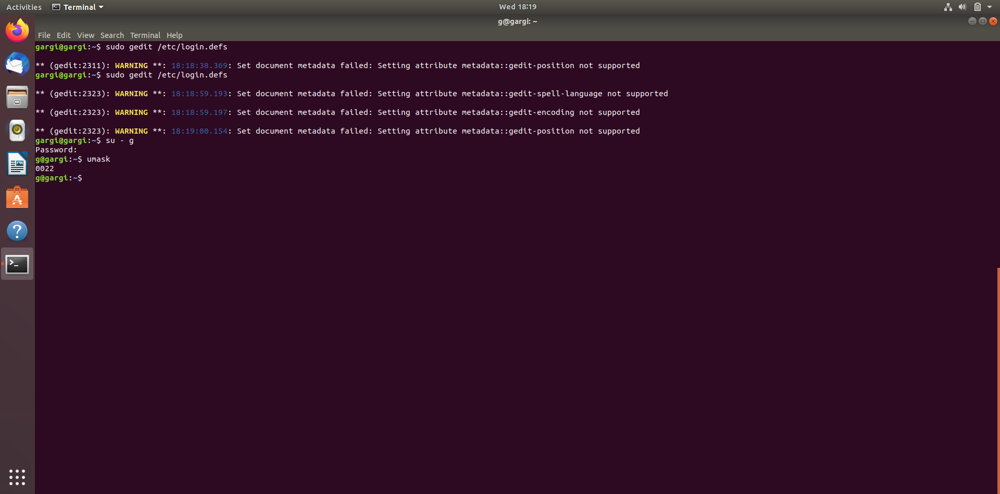 Activities Terminal Wed 18:19
g@gargi: ~
File Edit View Search Terminal Help
gargi@gargi:~$ sudo gedit /etc/login.defs
** (gedit:2311): WARNING **: 18:18:38.369: Set document metadata failed: Setting attribute metadata::gedit-position not supported
gargi@gargi:~$ sudo gedit /etc/login.defs
** (gedit:2323): WARNING **: 18:18:59.193: Set document metadata failed: Setting attribute metadata::gedit-spell-language not supported
** (gedit:2323): WARNING **: 18:18:59.197: Set document metadata failed: Setting attribute metadata::gedit-encoding not supported
** (gedit:2323): WARNING **: 18:19:00.154: Set document metadata failed: Setting attribute metadata::gedit-position not supported
gargi@gargi:~$ su - g
Password:
g@gargi:~$ umask
0022
g@gargi:~$